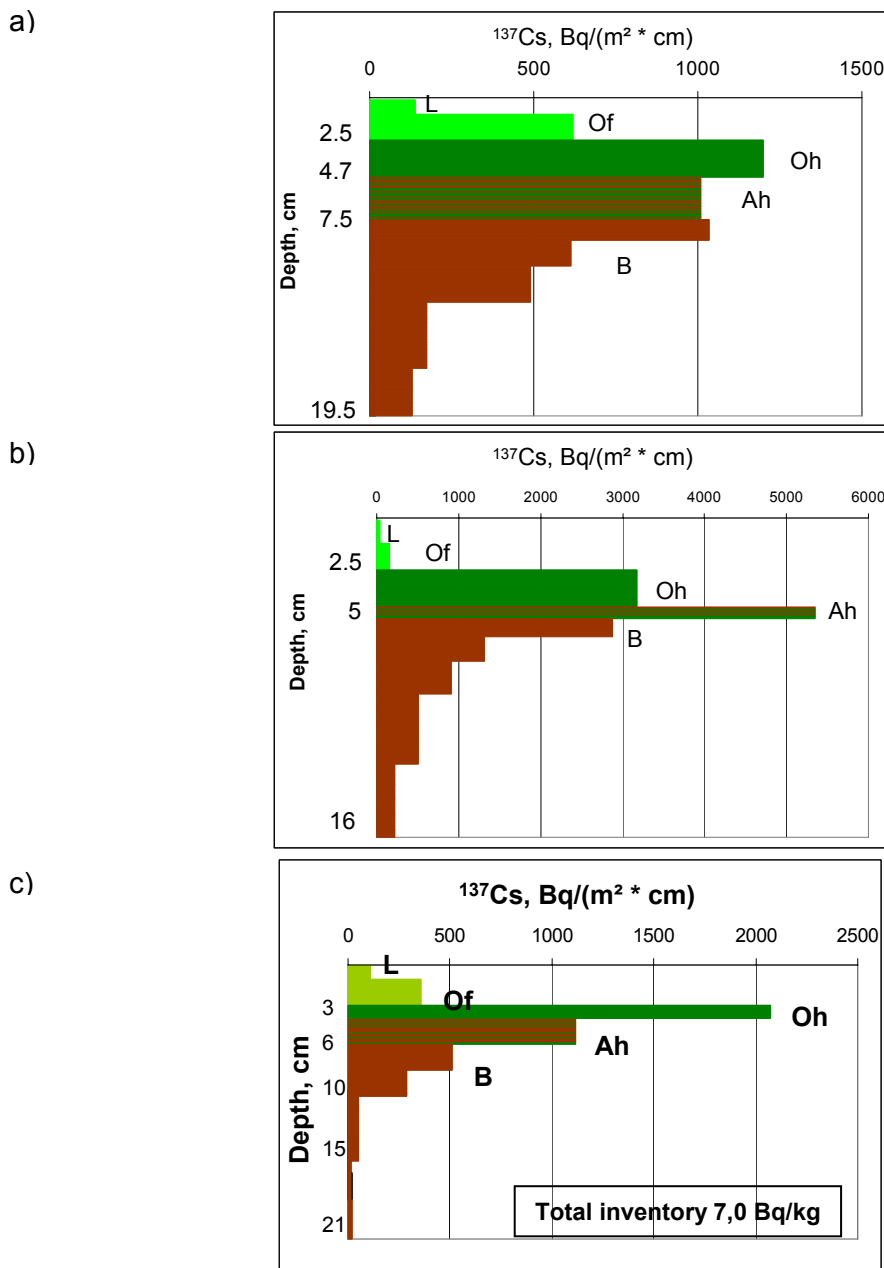 a)
¹³⁷Cs, Bq/(m² * cm)
0 500 1000 1500
L
Of
2.5
Oh
4.7
Ah
7.5
B
19.5
Depth, cm
b)
¹³⁷Cs, Bq/(m² * cm)
0 1000 2000 3000 4000 5000 6000
L
Of
2.5
Oh
5
Ah
B
16
Depth, cm
c)
¹³⁷Cs, Bq/(m² * cm)
0 500 1000 1500 2000 2500
L
Of
3
Oh
6
Ah
B
10
15
21
Depth, cm
Total inventory 7,0 Bq/kg